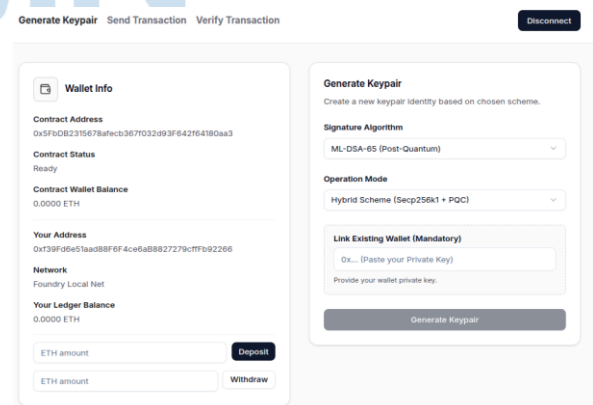 Generate Keypair Send Transaction Verify Transaction
Disconnect
Wallet Info
Contract Address
0x5FbDB2315678afecb367f032d93F642f64180aa3
Contract Status
Ready
Contract Wallet Balance
0.0000 ETH
Your Address
0xf39Fd6e51aad88F6F4ce6aB8827279cffFb92266
Network
Foundry Local Net
Your Ledger Balance
0.0000 ETH
ETH amount
Deposit
ETH amount
Withdraw
Generate Keypair
Create a new keypair identity based on chosen scheme.
Signature Algorithm
ML-DSA-65 (Post-Quantum)
Operation Mode
Hybrid Scheme (Secp256k1 + PQC)
Link Existing Wallet (Mandatory)
0x... (Paste your Private Key)
Provide your wallet private key.
Generate Keypair